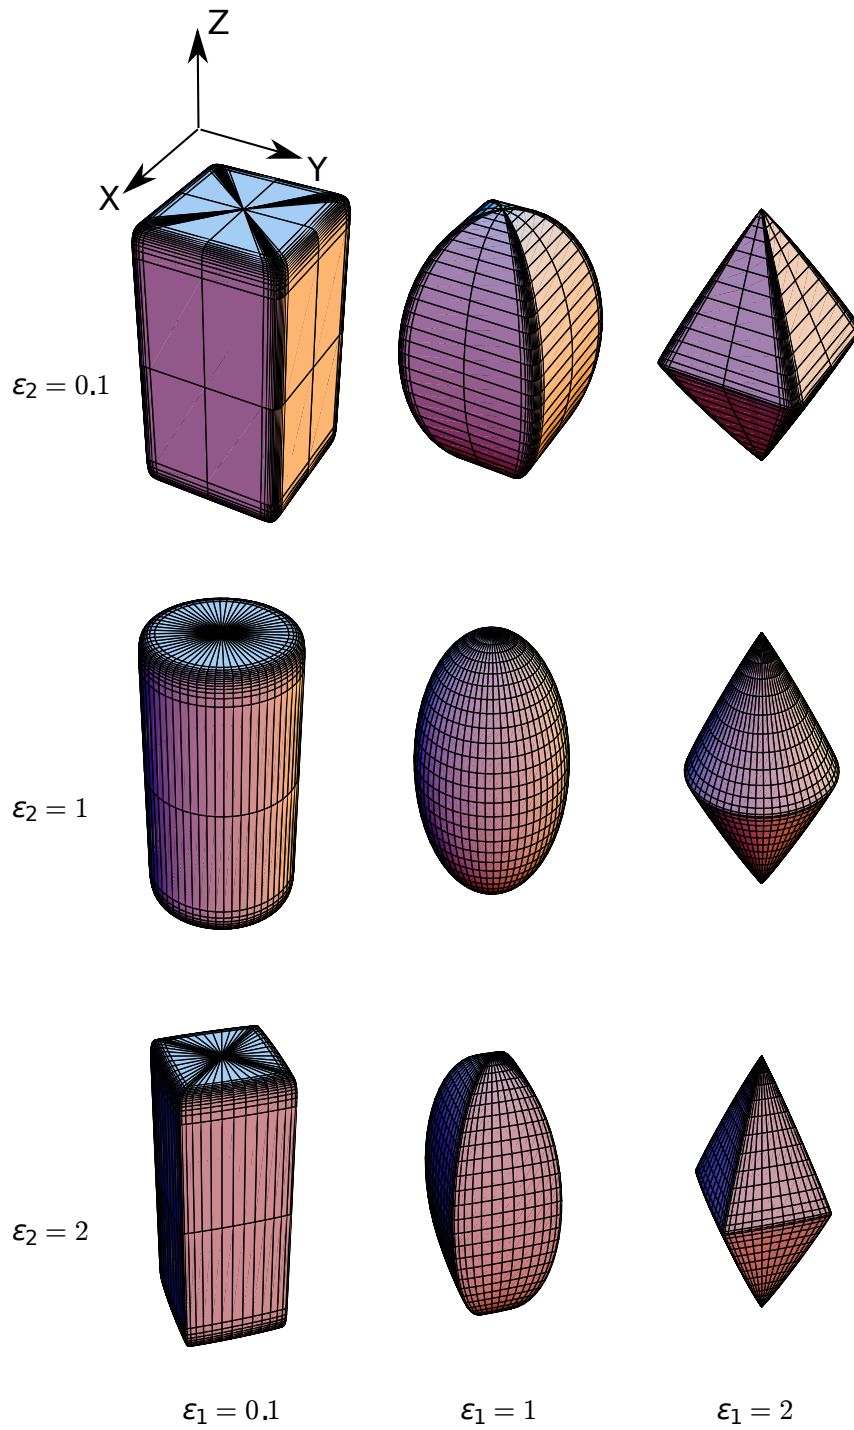 Z
Y
X
ε₂ = 0.1
ε₂ = 1
ε₂ = 2
ε₁ = 0.1
ε₁ = 1
ε₁ = 2